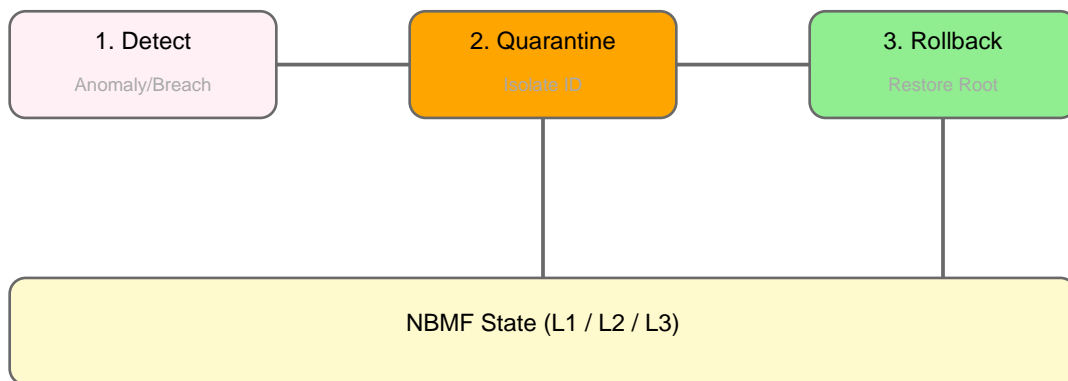 1. Detect
Anomaly/Breach
2. Quarantine
Isolate ID
3. Rollback
Restore Root
NBMF State (L1 / L2 / L3)